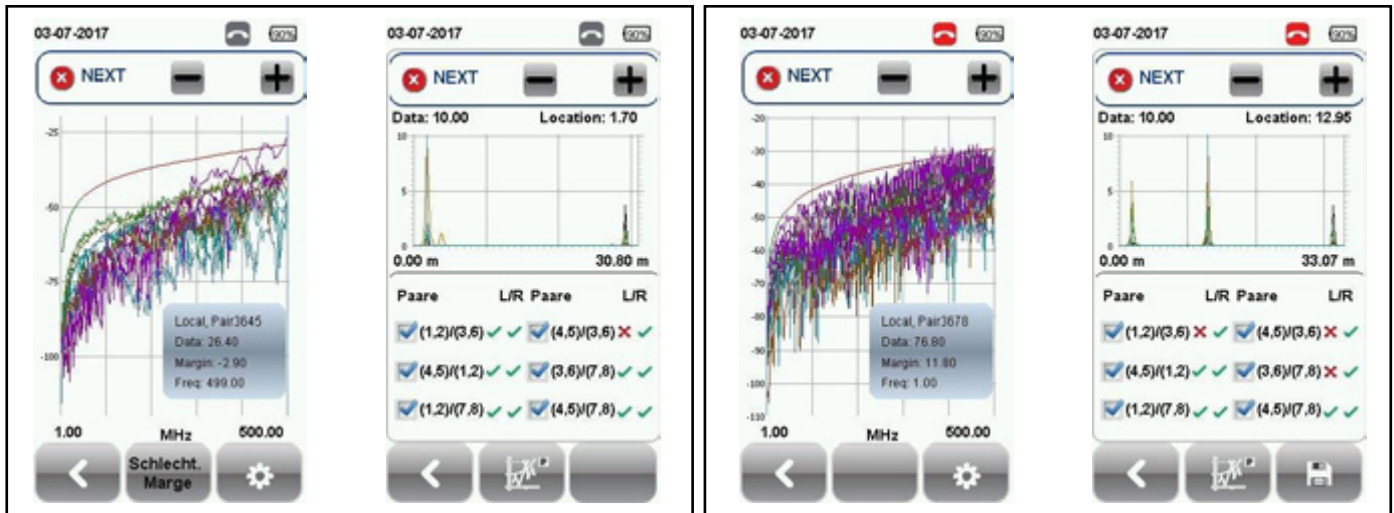 03-07-2017
90%
NEXT
-25
-50
-75
-100
Local, Pair3645
Data: 26.40
Margin: -2.90
Freq: 499.00
1.00 MHz 500.00
Schlecht.
Marge
03-07-2017
90%
NEXT
Data: 10.00 Location: 1.70
10
5
0
0.00 m 30.80 m
Paare L/R Paare L/R
(1,2)/(3,6) (4,5)/(3,6)
(4,5)/(1,2) (3,6)/(7,8)
(1,2)/(7,8) (4,5)/(7,8)
03-07-2017
90%
NEXT
-20
-30
-40
-50
-60
-70
-80
-90
-100
-110
Local, Pair3678
Data: 76.80
Margin: 11.80
Freq: 1.00
1.00 MHz 500.00
03-07-2017
90%
NEXT
Data: 10.00 Location: 12.95
10
5
0
0.00 m 33.07 m
Paare L/R Paare L/R
(1,2)/(3,6) (4,5)/(3,6)
(4,5)/(1,2) (3,6)/(7,8)
(1,2)/(7,8) (4,5)/(7,8)